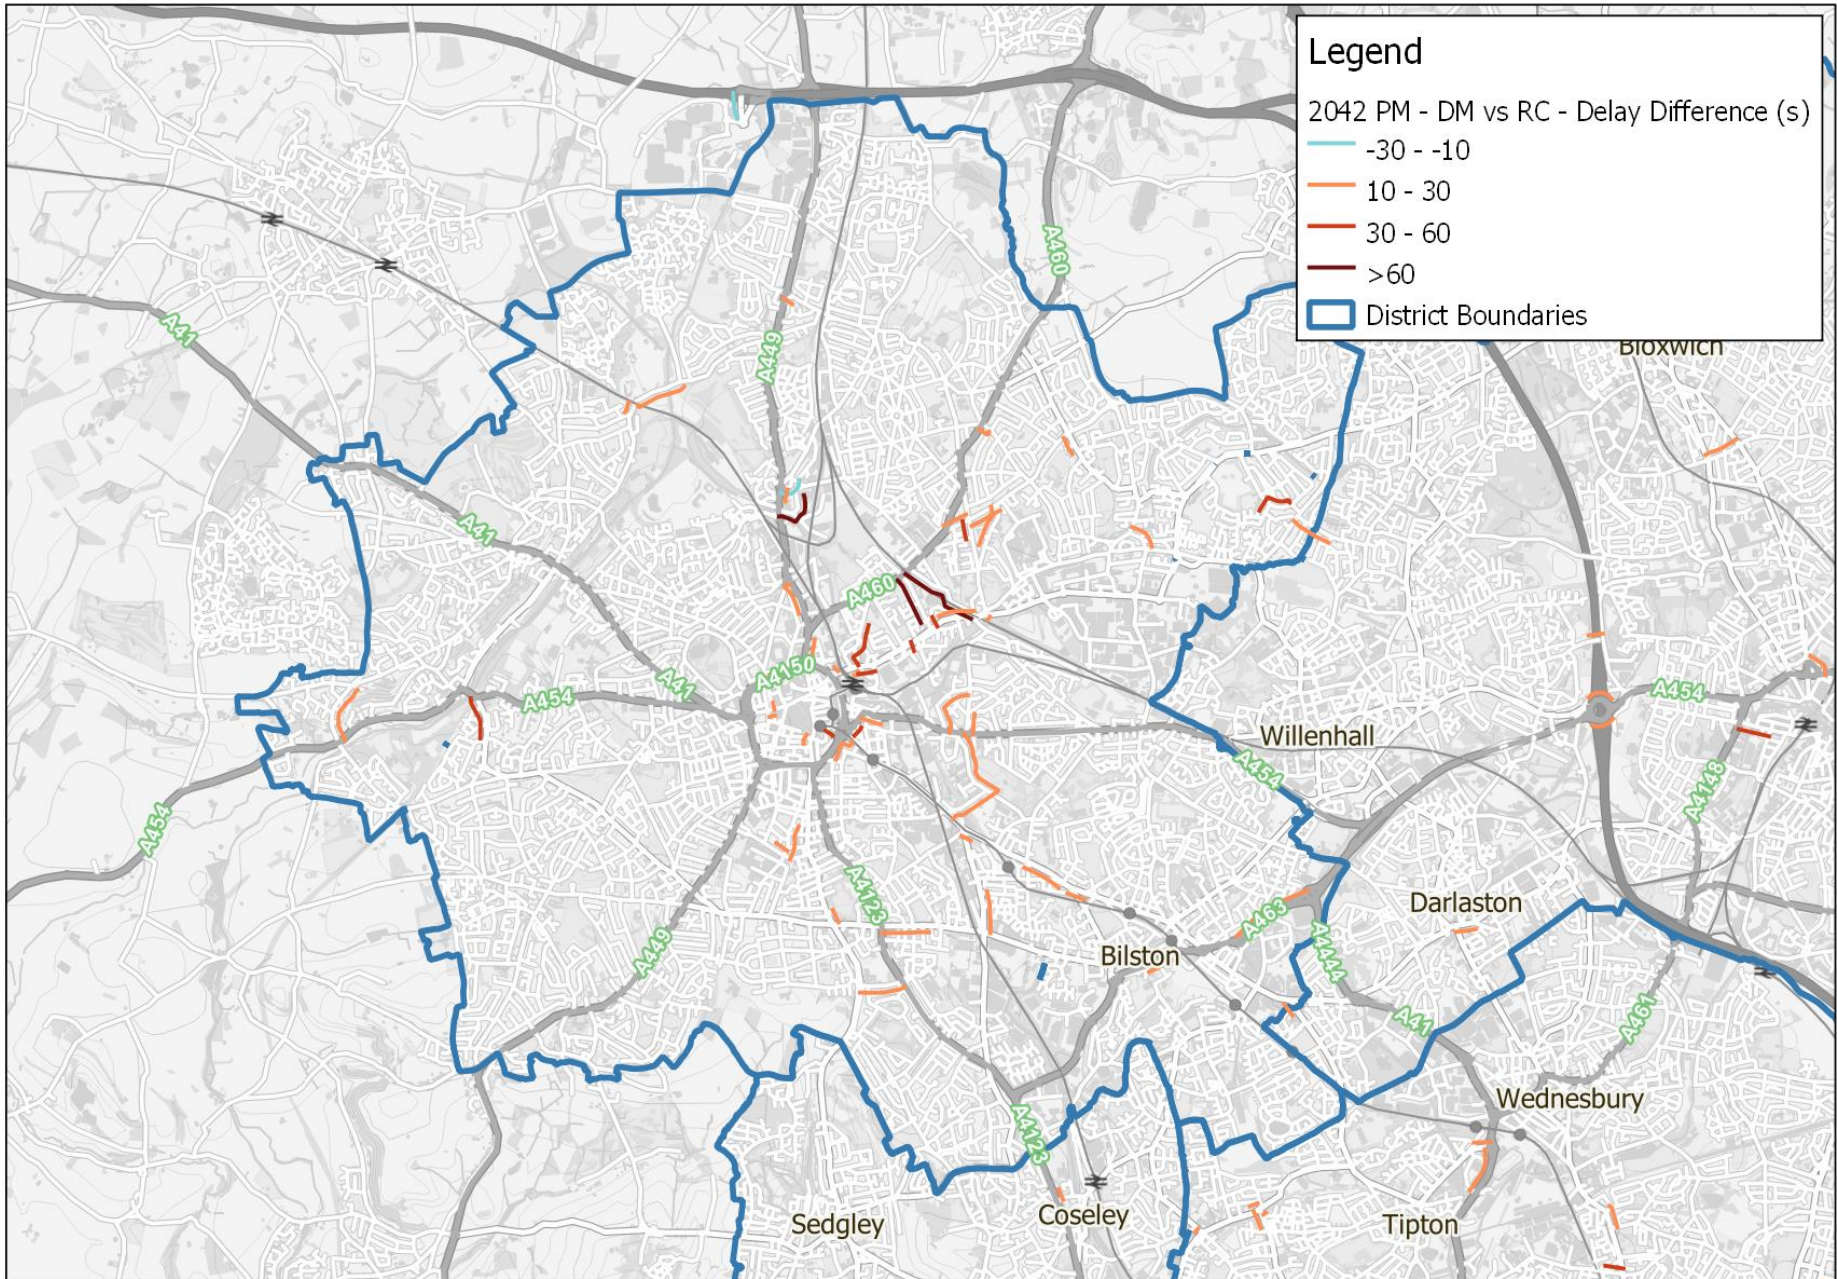 Legend
2042 PM - DM vs RC - Delay Difference (s)
-30 - -10
10 - 30
30 - 60
>60
District Boundaries
A460
A41
A449
Bloxwich
A41
A460
A4150
A41
A454
A454
Willenhall
A454
A4148
A454
A4123
A449
A463
Darlaston
A4444
Bilston
A41
A461
Wednesbury
A4123
Sedgley
Coseley
Tipton